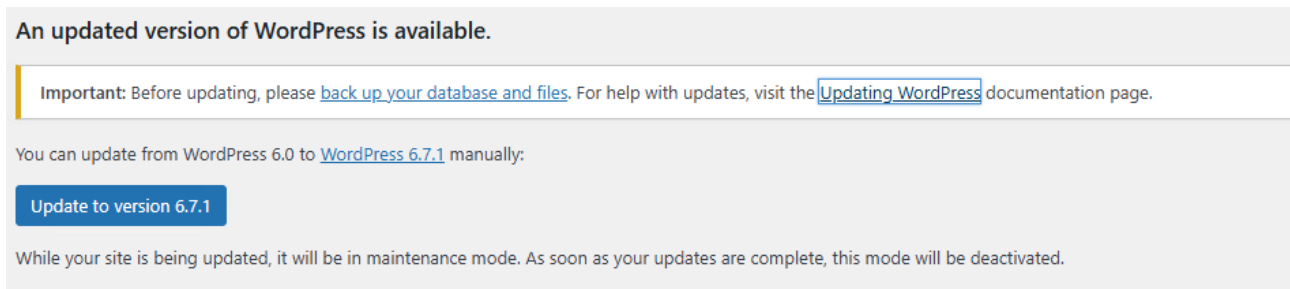 An updated version of WordPress is available.
Important: Before updating, please back up your database and files. For help with updates, visit the Updating WordPress documentation page.
You can update from WordPress 6.0 to WordPress 6.7.1 manually:
Update to version 6.7.1
While your site is being updated, it will be in maintenance mode. As soon as your updates are complete, this mode will be deactivated.